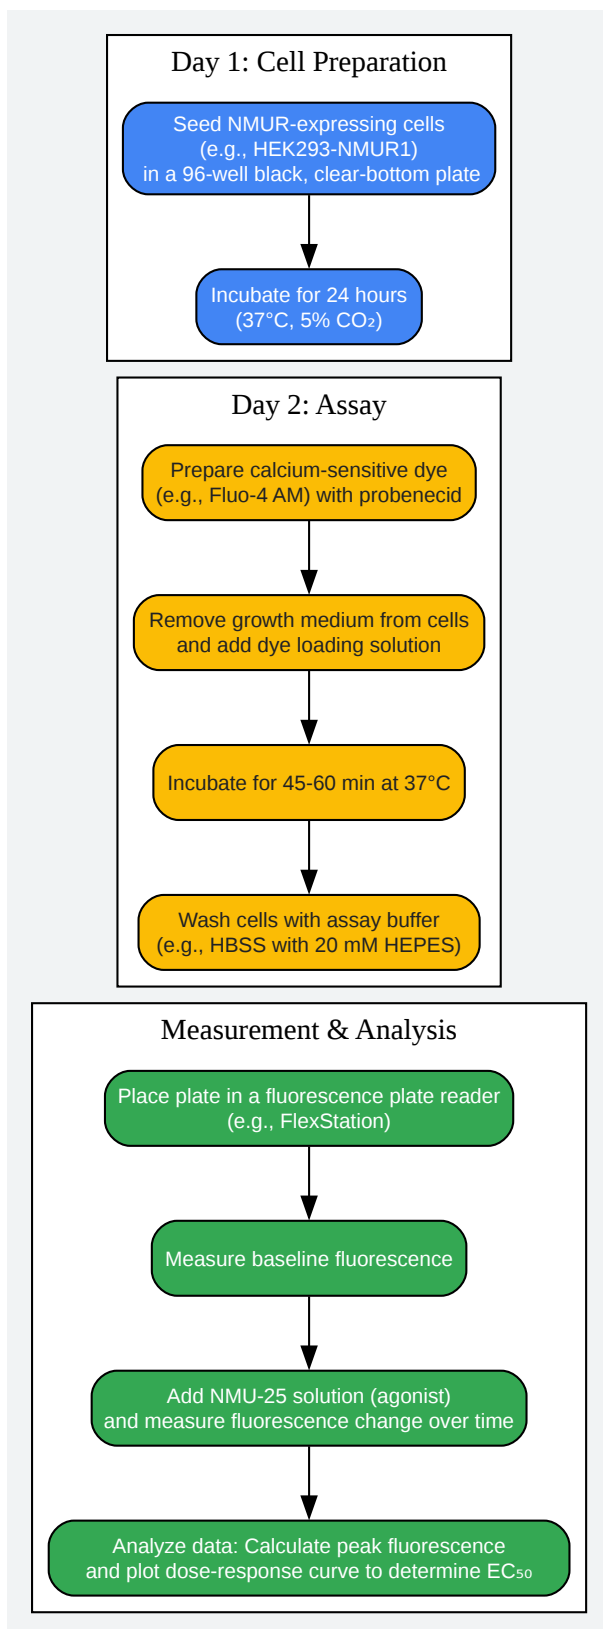 Day 1: Cell Preparation
Seed NMUR-expressing cells
(e.g., HEK293-NMUR1)
in a 96-well black, clear-bottom plate
Incubate for 24 hours
(37°C, 5% CO₂)
Day 2: Assay
Prepare calcium-sensitive dye
(e.g., Fluo-4 AM) with probenecid
Remove growth medium from cells
and add dye loading solution
Incubate for 45-60 min at 37°C
Wash cells with assay buffer
(e.g., HBSS with 20 mM HEPES)
Measurement & Analysis
Place plate in a fluorescence plate reader
(e.g., FlexStation)
Measure baseline fluorescence
Add NMU-25 solution (agonist)
and measure fluorescence change over time
Analyze data: Calculate peak fluorescence
and plot dose-response curve to determine EC₅₀